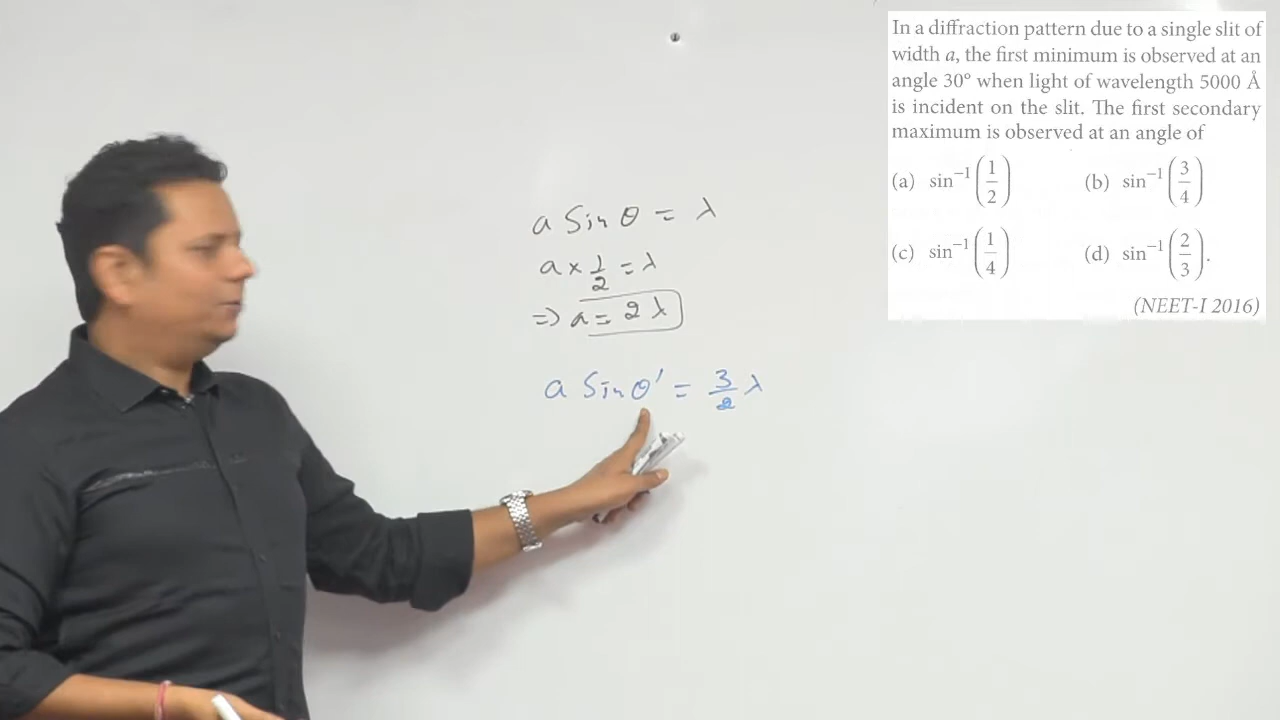 In a diffraction pattern due to a single slit of
width a, the first minimum is observed at an
angle 30° when light of wavelength 5000 Å
is incident on the slit. The first secondary
maximum is observed at an angle of
(a) sin⁻¹(1/2) (b) sin⁻¹(3/4)
(c) sin⁻¹(1/4) (d) sin⁻¹(2/3).
(NEET-I 2016)
a Sin θ = λ
a × 1/2 = λ
=> a = 2 λ
a Sin θ' = 3/2 λ